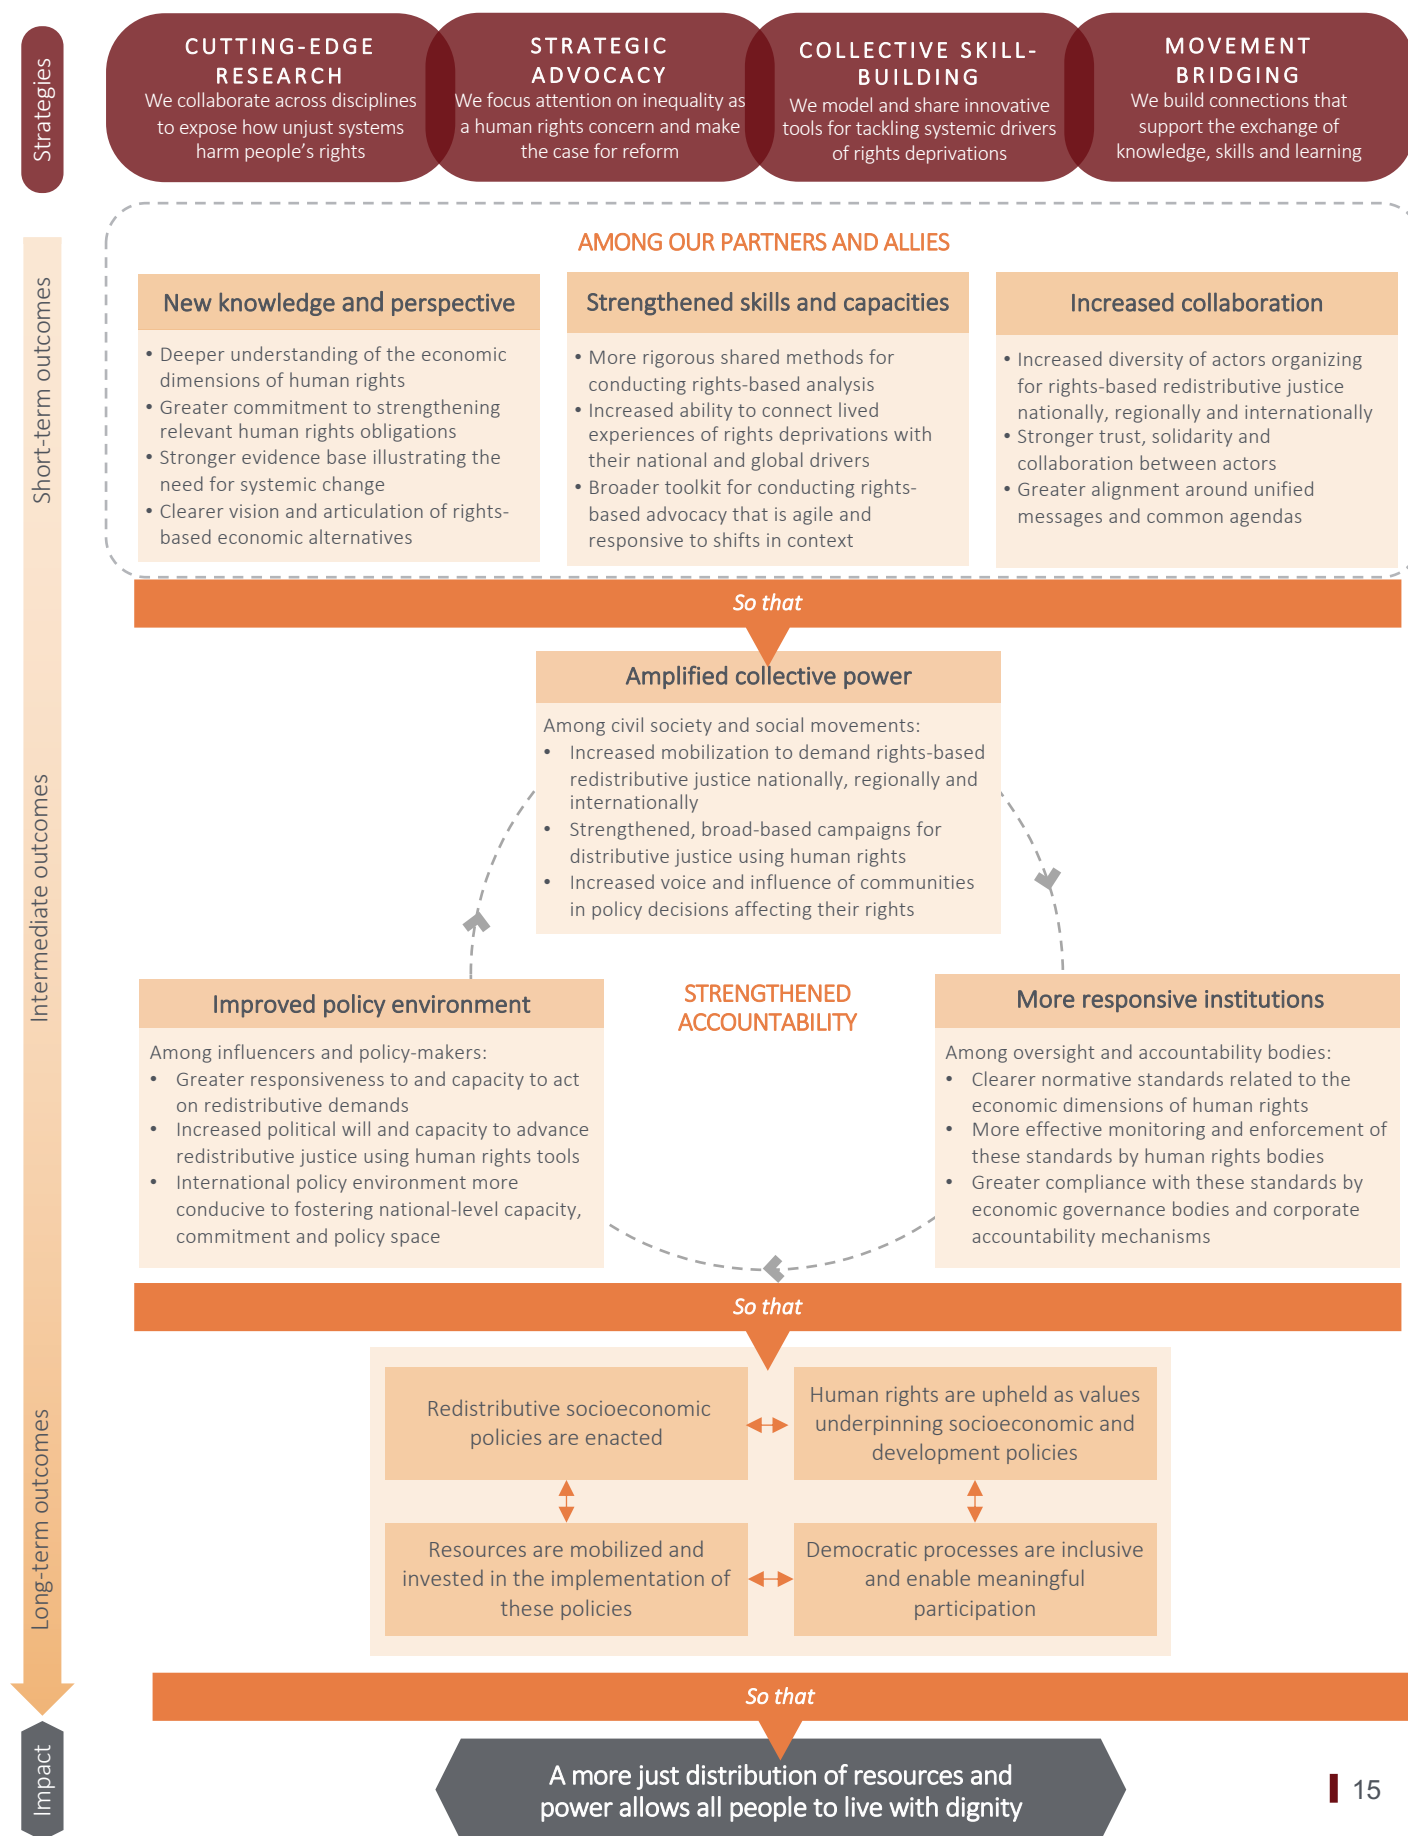 Strategies
CUTTING-EDGE
RESEARCH
We collaborate across disciplines
to expose how unjust systems
harm people's rights
STRATEGIC
ADVOCACY
We focus attention on inequality as
a human rights concern and make
the case for reform
COLLECTIVE SKILL-
BUILDING
We model and share innovative
tools for tackling systemic drivers
of rights deprivations
MOVEMENT
BRIDGING
We build connections that
support the exchange of
knowledge, skills and learning
Short-term outcomes
AMONG OUR PARTNERS AND ALLIES
New knowledge and perspective
• Deeper understanding of the economic
dimensions of human rights
• Greater commitment to strengthening
relevant human rights obligations
• Stronger evidence base illustrating the
need for systemic change
• Clearer vision and articulation of rights-
based economic alternatives
Strengthened skills and capacities
• More rigorous shared methods for
conducting rights-based analysis
• Increased ability to connect lived
experiences of rights deprivations with
their national and global drivers
• Broader toolkit for conducting rights-
based advocacy that is agile and
responsive to shifts in context
Increased collaboration
• Increased diversity of actors organizing
for rights-based redistributive justice
nationally, regionally and internationally
• Stronger trust, solidarity and
collaboration between actors
• Greater alignment around unified
messages and common agendas
So that
Intermediate outcomes
Amplified collective power
Among civil society and social movements:
• Increased mobilization to demand rights-based
redistributive justice nationally, regionally and
internationally
• Strengthened, broad-based campaigns for
distributive justice using human rights
• Increased voice and influence of communities
in policy decisions affecting their rights
STRENGTHENED
ACCOUNTABILITY
Improved policy environment
Among influencers and policy-makers:
• Greater responsiveness to and capacity to act
on redistributive demands
• Increased political will and capacity to advance
redistributive justice using human rights tools
• International policy environment more
conducive to fostering national-level capacity,
commitment and policy space
More responsive institutions
Among oversight and accountability bodies:
• Clearer normative standards related to the
economic dimensions of human rights
• More effective monitoring and enforcement of
these standards by human rights bodies
• Greater compliance with these standards by
economic governance bodies and corporate
accountability mechanisms
So that
Long-term outcomes
Redistributive socioeconomic
policies are enacted
Human rights are upheld as values
underpinning socioeconomic and
development policies
Resources are mobilized and
invested in the implementation of
these policies
Democratic processes are inclusive
and enable meaningful
participation
So that
Impact
A more just distribution of resources and
power allows all people to live with dignity
15